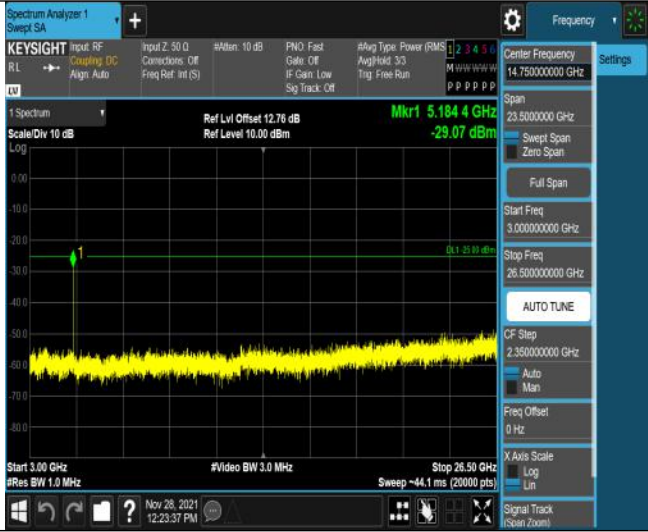 Spectrum Analyzer 1
Swept SA
+
Frequency
KEYSIGHT
Input: RF
Coupling: DC
Align: Auto
Input Z: 50 Ω
Corrections: Off
Freq Ref: Int (S)
#Atten: 10 dB
PNO: Fast
Gate: Off
IF Gain: Low
Sig Track: Off
#Avg Type: Power (RMS
Avg|Hold: 3/3
Trig: Free Run
1 2 3 4 5 6
M W W W W W
P P P P P P
RL
LV
1 Spectrum
Scale/Div 10 dB
Ref Lvl Offset 12.76 dB
Ref Level 10.00 dBm
Mkr1 5.184 4 GHz
-29.07 dBm
Log
0.00
-10.0
-20.0
-30.0
-40.0
-50.0
-60.0
-70.0
-80.0
1
DL1 -25.00 dBm
Start 3.00 GHz
#Res BW 1.0 MHz
#Video BW 3.0 MHz
Stop 26.50 GHz
Sweep ~44.1 ms (20000 pts)
Nov 28, 2021
12:23:37 PM
Settings
Center Frequency
14.750000000 GHz
Span
23.5000000 GHz
Swept Span
Zero Span
Full Span
Start Freq
3.000000000 GHz
Stop Freq
26.500000000 GHz
AUTO TUNE
CF Step
2.350000000 GHz
Auto
Man
Freq Offset
0 Hz
X Axis Scale
Log
Lin
Signal Track
(Span Zoom)